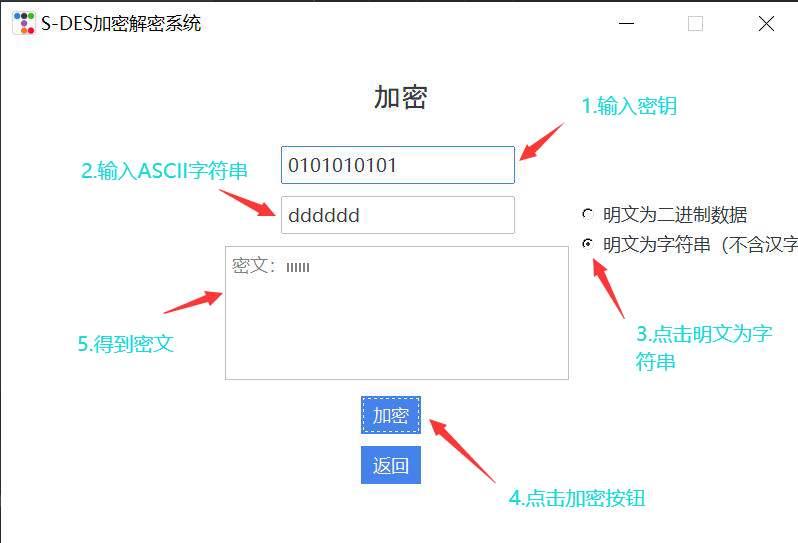 S-DES加密解密系统
加密
1.输入密钥
2.输入ASCII字符串
0101010101
dddddd
明文为二进制数据
明文为字符串（不含汉字
密文：
3.点击明文为字
符串
5.得到密文
加密
返回
4.点击加密按钮